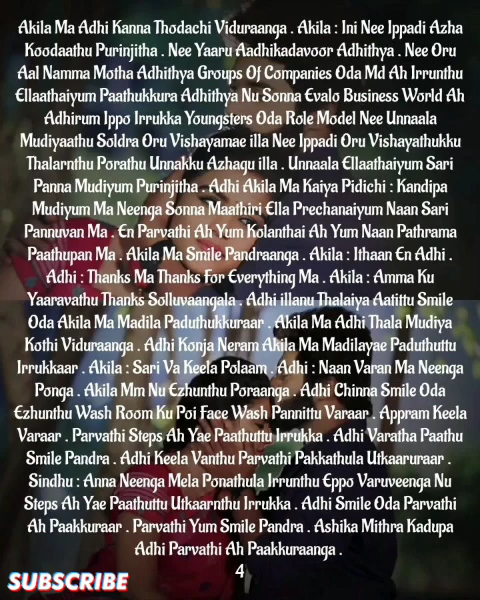 Akila Ma Adhi Kanna Thodachi Viduraanga . Akila : Ini Nee Ippadi Azha
Koodaathu Purinjitha . Nee Yaaru Aadhikadavoor Adhithya . Nee Oru
Aal Namma Motha Adhithya Groups Of Companies Oda Md Ah Irrunthu
Ellaathaiyum Paathukkura Adhithya Nu Sonna Evalo Business World Ah
Adhirum Ippo Irrukka Youngsters Oda Role Model Nee Unnaala
Mudiyaathu Soldra Oru Vishayamae illa Nee Ippadi Oru Vishayathukku
Thalarnthu Porathu Unnakku Azhagu illa . Unnaala Ellaathaiyum Sari
Panna Mudiyum Purinjitha . Adhi Akila Ma Kaiya Pidichi : Kandipa
Mudiyum Ma Neenga Sonna Maathiri Ella Prechanaiyum Naan Sari
Pannuvan Ma . En Parvathi Ah Yum Kolanthai Ah Yum Naan Pathrama
Paathupan Ma . Akila Ma Smile Pandraanga . Akila : Ithaan En Adhi .
Adhi : Thanks Ma Thanks For Everything Ma . Akila : Amma Ku
Yaaravathu Thanks Solluvaangala . Adhi illanu Thalaiya Aatittu Smile
Oda Akila Ma Madila Paduthukkuraar . Akila Ma Adhi Thala Mudiya
Kothi Viduraanga . Adhi Konja Neram Akila Ma Madilayae Paduthuttu
Irrukkaar . Akila : Sari Va Keela Polaam . Adhi : Naan Varan Ma Neenga
Ponga . Akila Mm Nu Ezhunthu Poraanga . Adhi Chinna Smile Oda
Ezhunthu Wash Room Ku Poi Face Wash Pannittu Varaar . Appram Keela
Varaar . Parvathi Steps Ah Yae Paathuttu Irrukka . Adhi Varatha Paathu
Smile Pandra . Adhi Keela Vanthu Parvathi Pakkathula Utkaaruraar .
Sindhu : Anna Neenga Mela Ponathula Irrunthu Eppo Varuveenga Nu
Steps Ah Yae Paathuttu Utkaarnthu Irrukka . Adhi Smile Oda Parvathi
Ah Paakkuraar . Parvathi Yum Smile Pandra . Ashika Mithra Kadupa
Adhi Parvathi Ah Paakkuraanga .
4
SUBSCRIBE